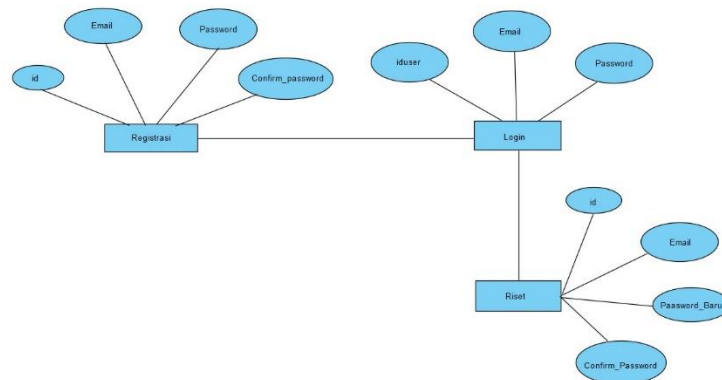 Email
Password
id
Confirm_password
Registrasi
Email
iduser
Password
Login
id
Email
Riset
Paasword_Baru
Confirm_Password